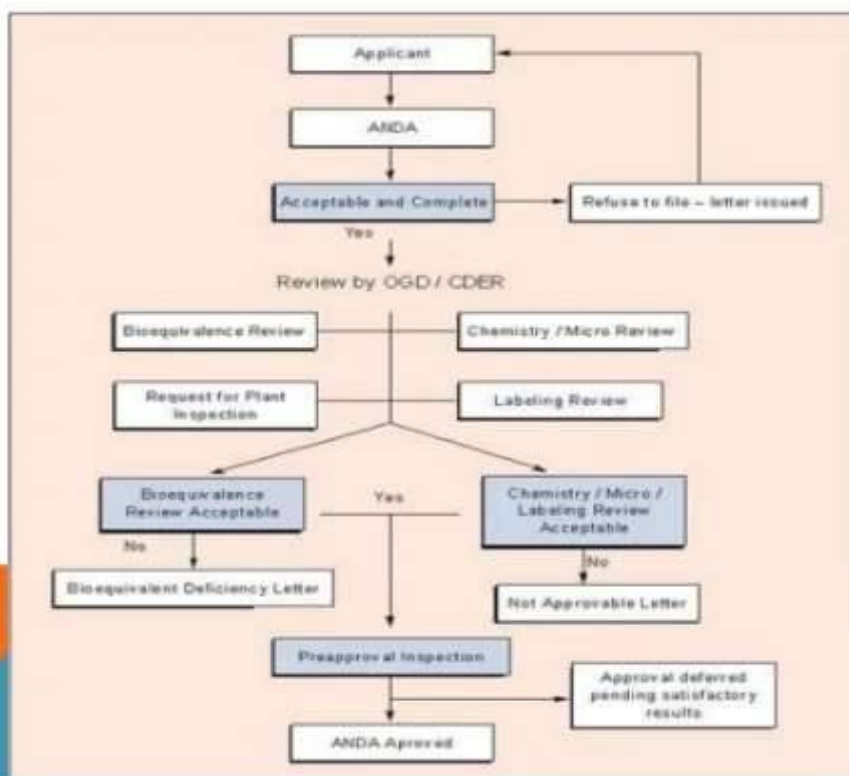 Applicant
ANDA
Acceptable and Complete
Refuse to file – letter issued
Yes
Review by OGD / CDER
Bioequivalence Review
Chemistry / Micro Review
Request for Plant
Inspection
Labeling Review
Bioequivalence
Review Acceptable
Yes
Chemistry / Micro /
Labeling Review
Acceptable
No
No
Bioequivalent Deficiency Letter
Not Approvable Letter
Preapproval Inspection
Approval deferred
pending satisfactory
results
ANDA Aproved